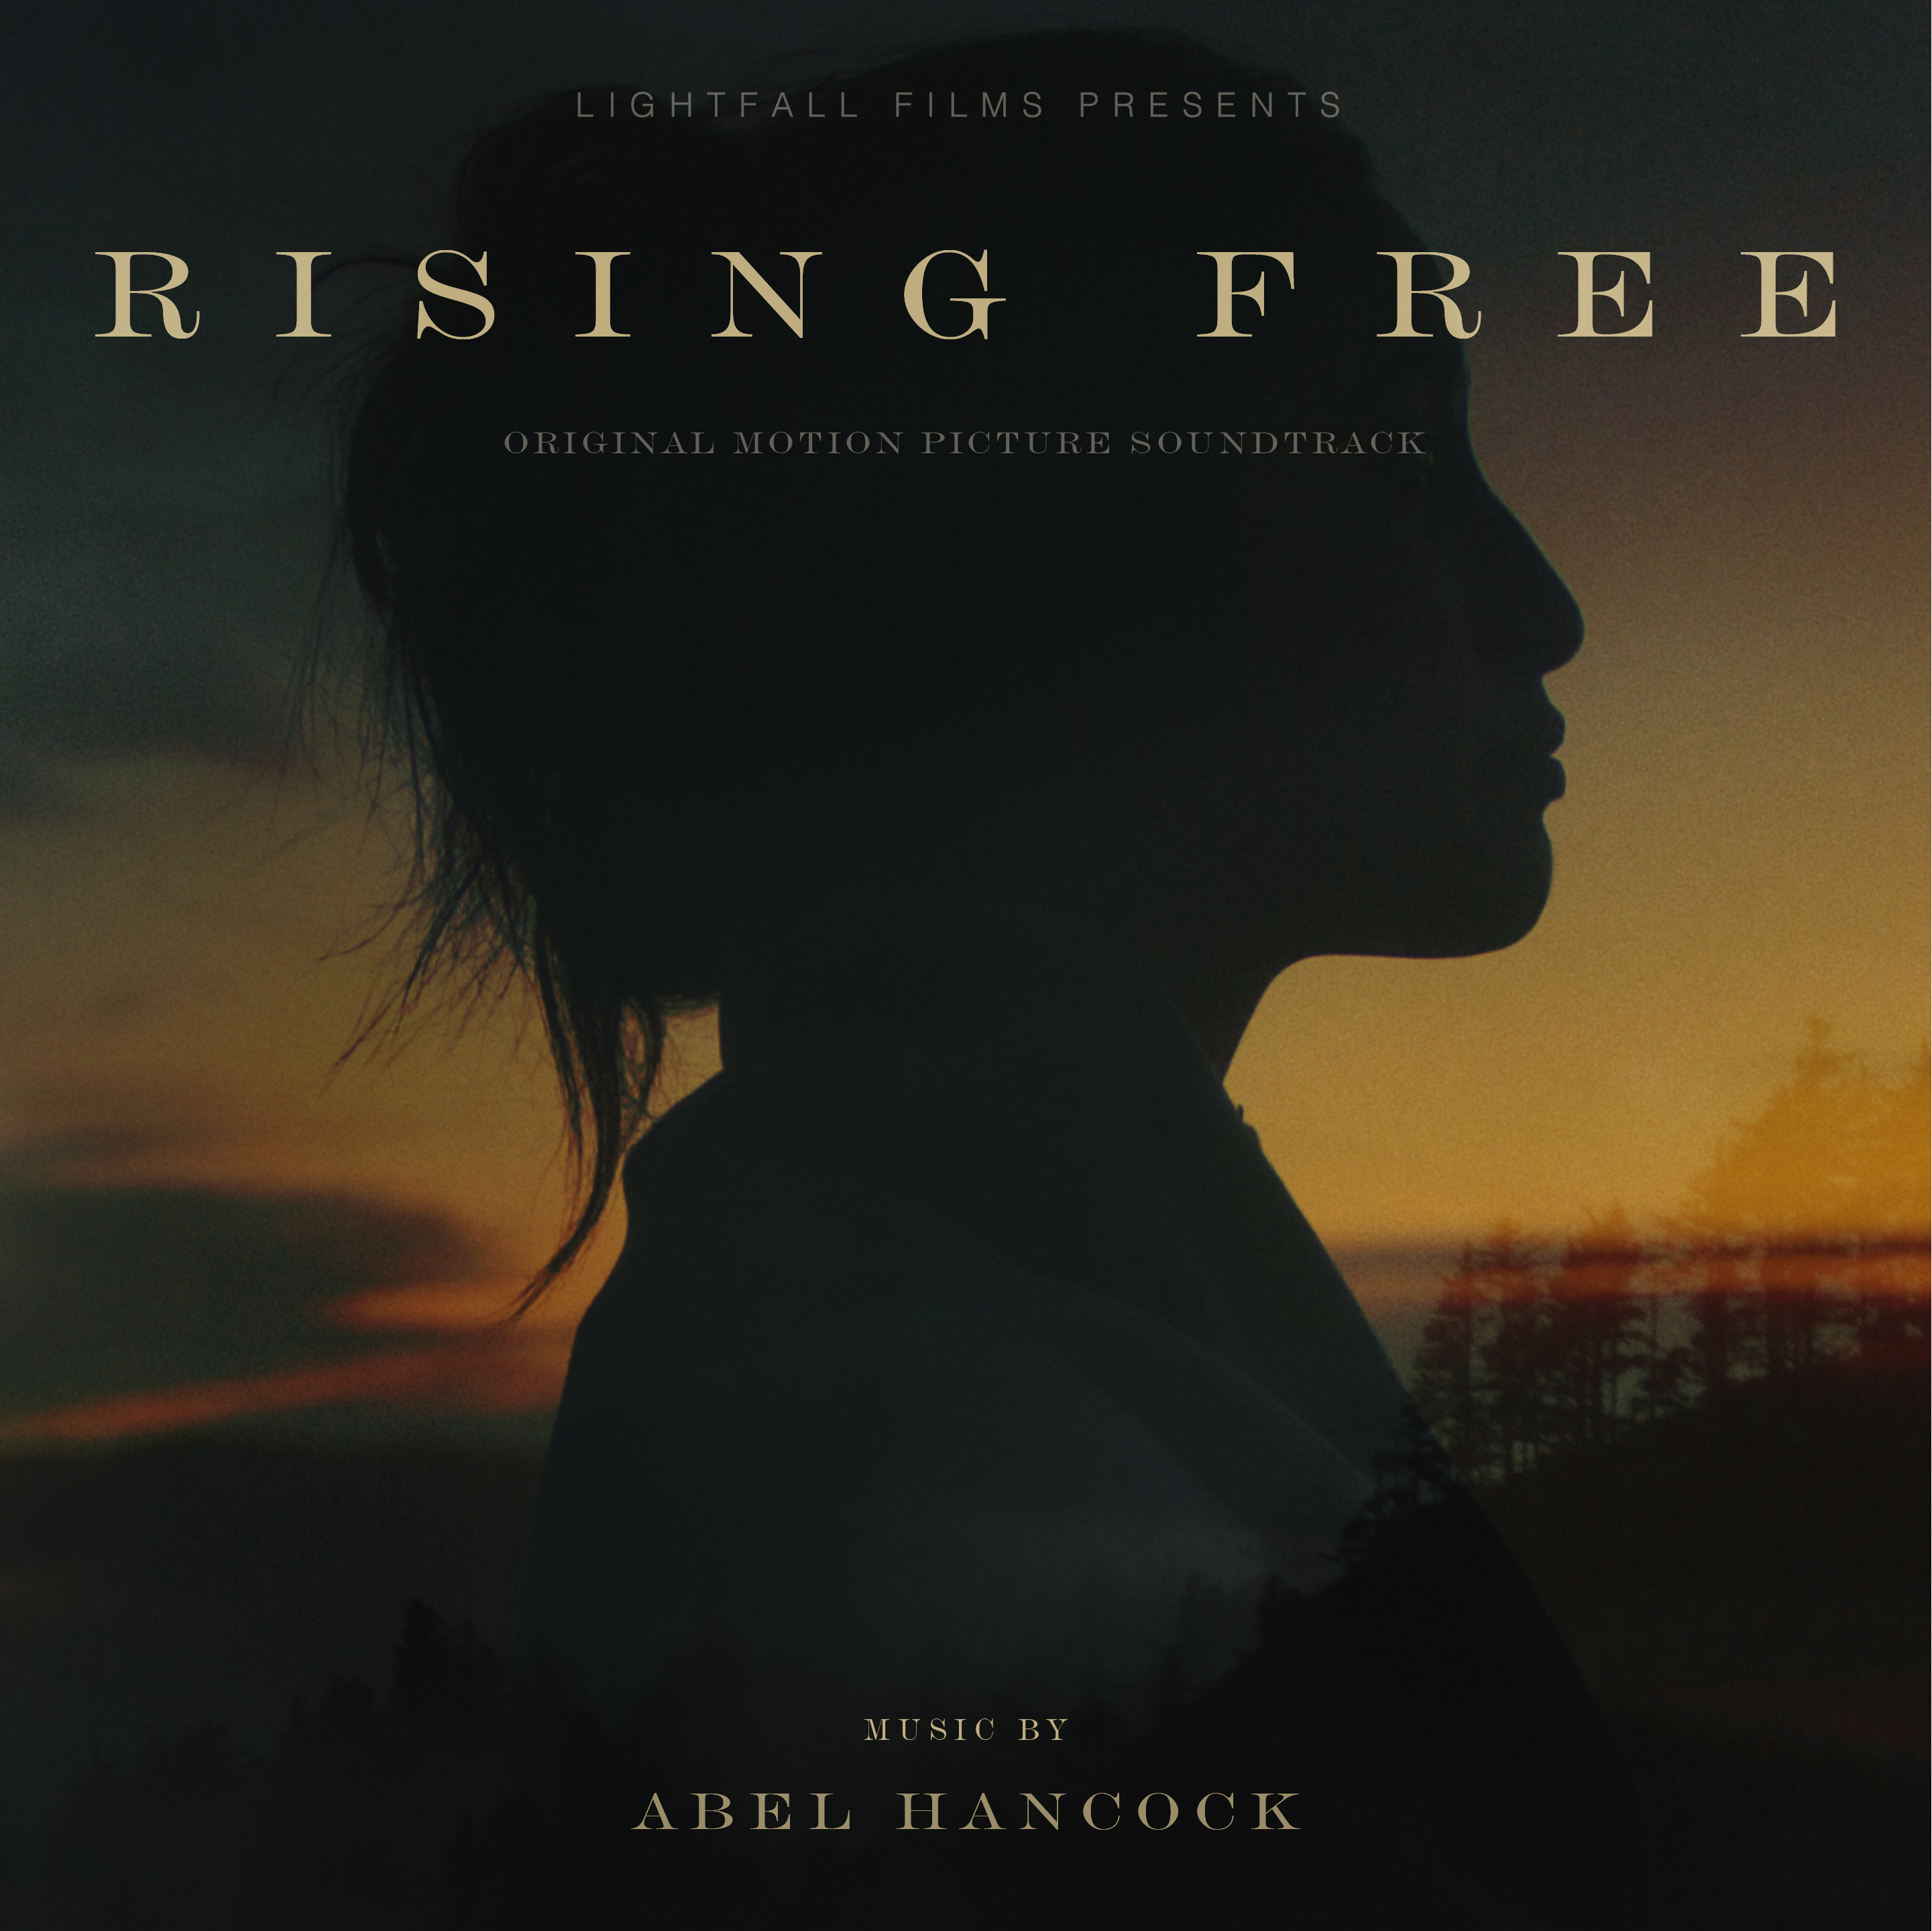 LIGHTFALL FILMS PRESENTS
RISING FREE
ORIGINAL MOTION PICTURE SOUNDTRACK
MUSIC BY
ABEL HANCOCK